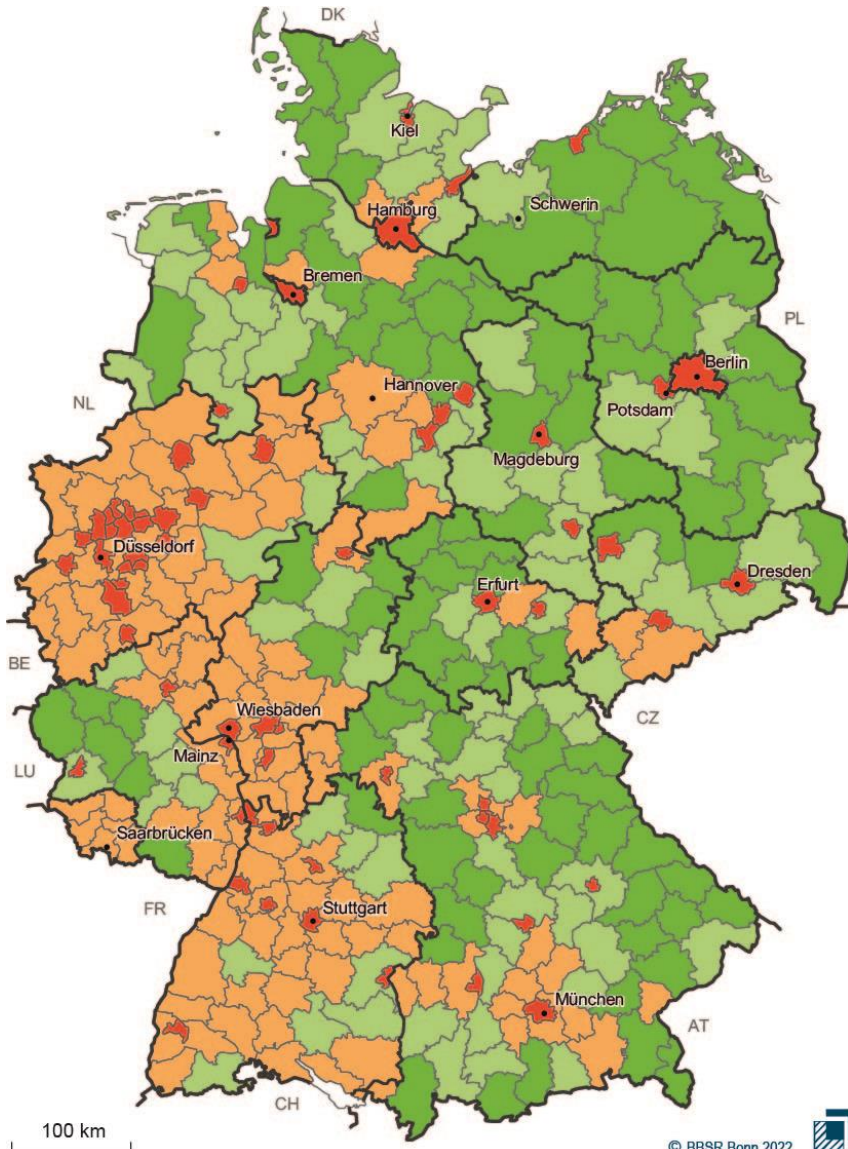 DK
Kiel
Schwerin
Hamburg
Bremen
PL
Berlin
Hannover
NL
Potsdam
Magdeburg
Düsseldorf
Dresden
Erfurt
BE
Wiesbaden
CZ
Mainz
LU
Saarbrücken
FR
Stuttgart
München
AT
CH
100 km
© BBSR Bonn 2022